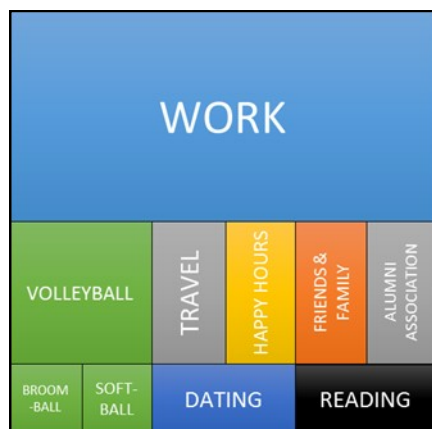 WORK
VOLLEYBALL
TRAVEL
HAPPY HOURS
FRIENDS &
FAMILY
ALUMNI
ASSOCIATION
BROOM
-BALL
SOFT-
BALL
DATING
READING